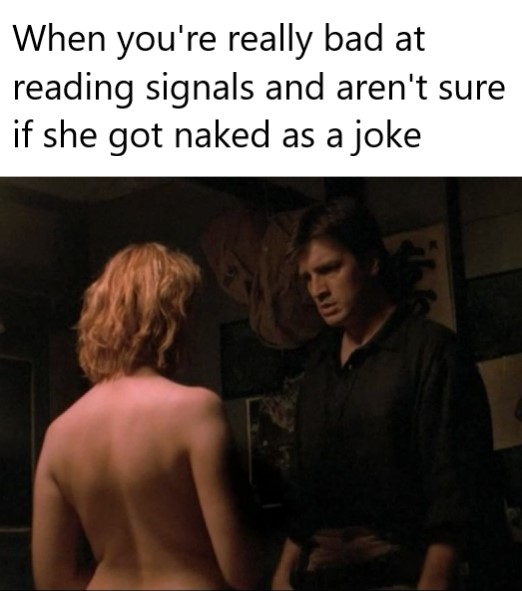 When you're really bad at
reading signals and aren't sure
if she got naked as a joke